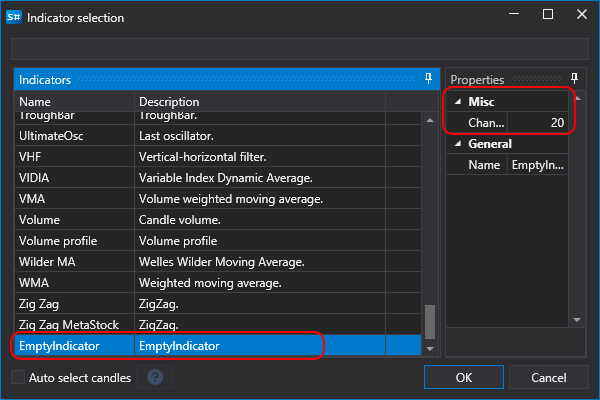 S# Indicator selection
Indicators
Name Description
TroughBar TroughBar.
UltimateOsc Last oscillator.
VHF Vertical-horizontal filter.
VIDIA Variable Index Dynamic Average.
VMA Volume weighted moving average.
Volume Candle volume.
Volume profile Volume profile
Wilder MA Welles Wilder Moving Average.
WMA Weighted moving average.
Zig Zag ZigZag.
Zig Zag MetaStock ZigZag.
EmptyIndicator EmptyIndicator
Properties
Misc
Chan... 20
General
Name EmptyIn...
Auto select candles ?
OK Cancel